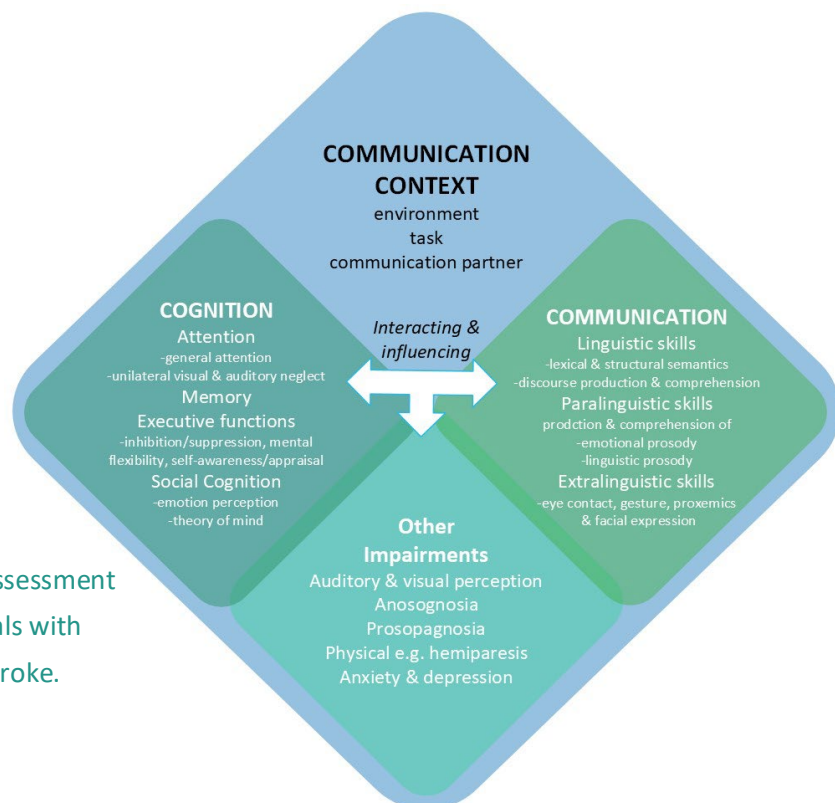 COMMUNICATION
CONTEXT
environment
task
communication partner
Interacting &
influencing
COGNITION
Attention
-general attention
-unilateral visual & auditory neglect
Memory
Executive functions
-inhibition/suppression, mental
flexibility, self-awareness/appraisal
Social Cognition
-emotion perception
-theory of mind
COMMUNICATION
Linguistic skills
-lexical & structural semantics
-discourse production & comprehension
Paralinguistic skills
prodction & comprehension of
-emotional prosody
-linguistic prosody
Extralinguistic skills
-eye contact, gesture, proxemics
& facial expression
Other
Impairments
Auditory & visual perception
Anosognosia
Prosopagnosia
Physical e.g. hemiparesis
Anxiety & depression
ssessment
als with
roke.